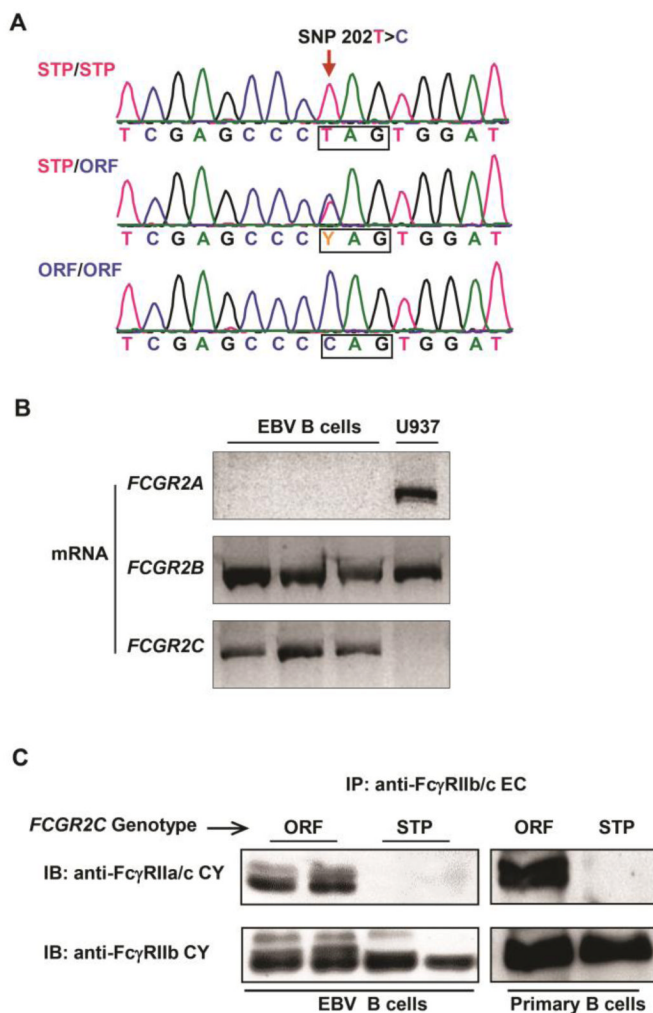 A
SNP 202T>C
STP/STP
T C G A G C C C T A G T G G A T
STP/ORF
T C G A G C C C Y A G T G G A T
ORF/ORF
T C G A G C C C C A G T G G A T
B
EBV B cells U937
FCGR2A
mRNA FCGR2B
FCGR2C
C
IP: anti-FcγRIIb/c EC
FCGR2C Genotype ORF STP ORF STP
IB: anti-FcγRIIa/c CY
IB: anti-FcγRIIb CY
EBV B cells Primary B cells